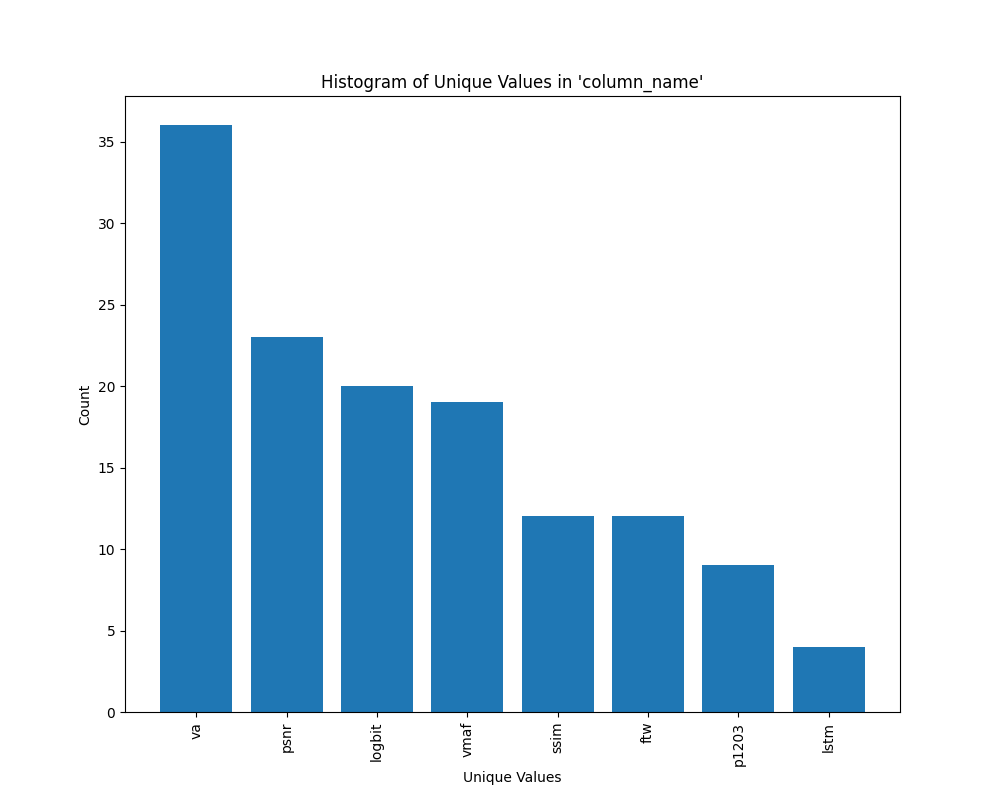 Histogram of Unique Values in 'column_name'
Count
35
30
25
20
15
10
5
0
va
psnr
logbit
vmaf
ssim
ftw
p1203
lstm
Unique Values